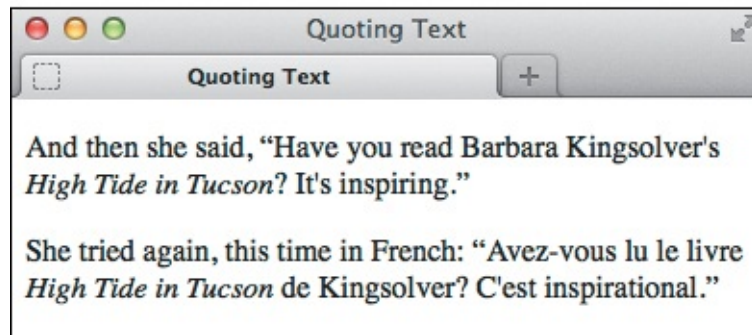 Quoting Text
Quoting Text
And then she said, “Have you read Barbara Kingsolver's
High Tide in Tucson? It's inspiring.”
She tried again, this time in French: “Avez-vous lu le livre
High Tide in Tucson de Kingsolver? C'est inspirational.”